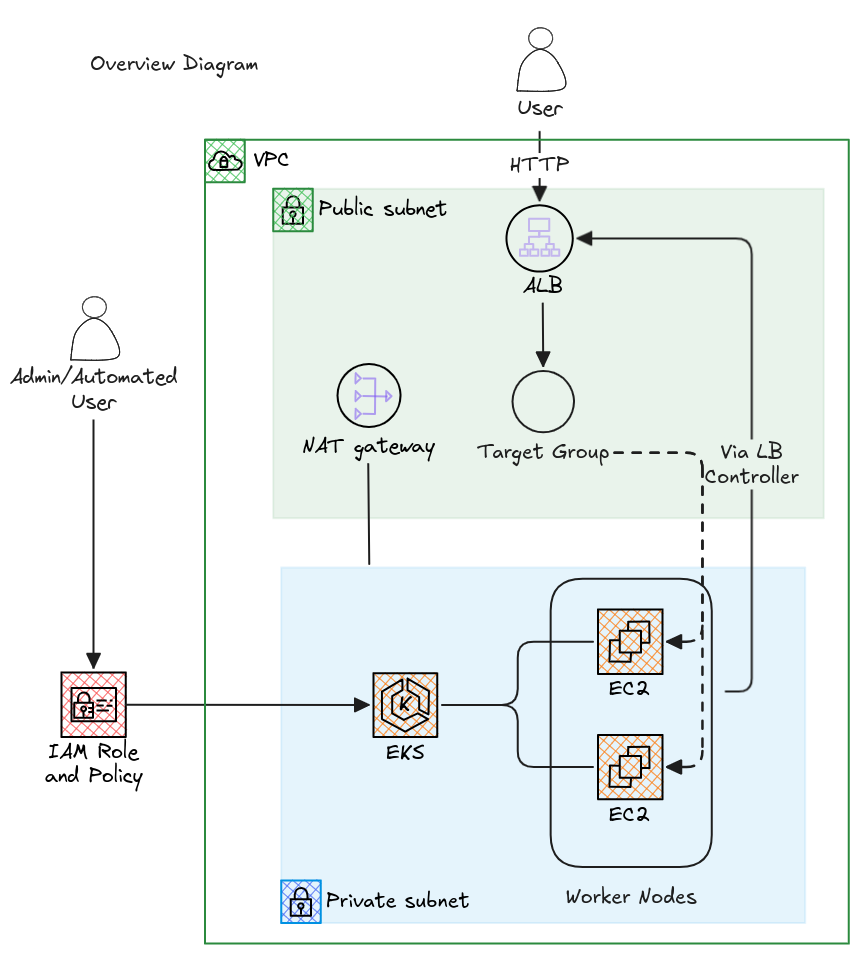 Overview Diagram
User
HTTP
VPC
Public subnet
ALB
Admin/Automated
User
NAT gateway
Target Group
Via LB
Controller
EC2
K
EKS
IAM Role
and Policy
EC2
Worker Nodes
Private subnet